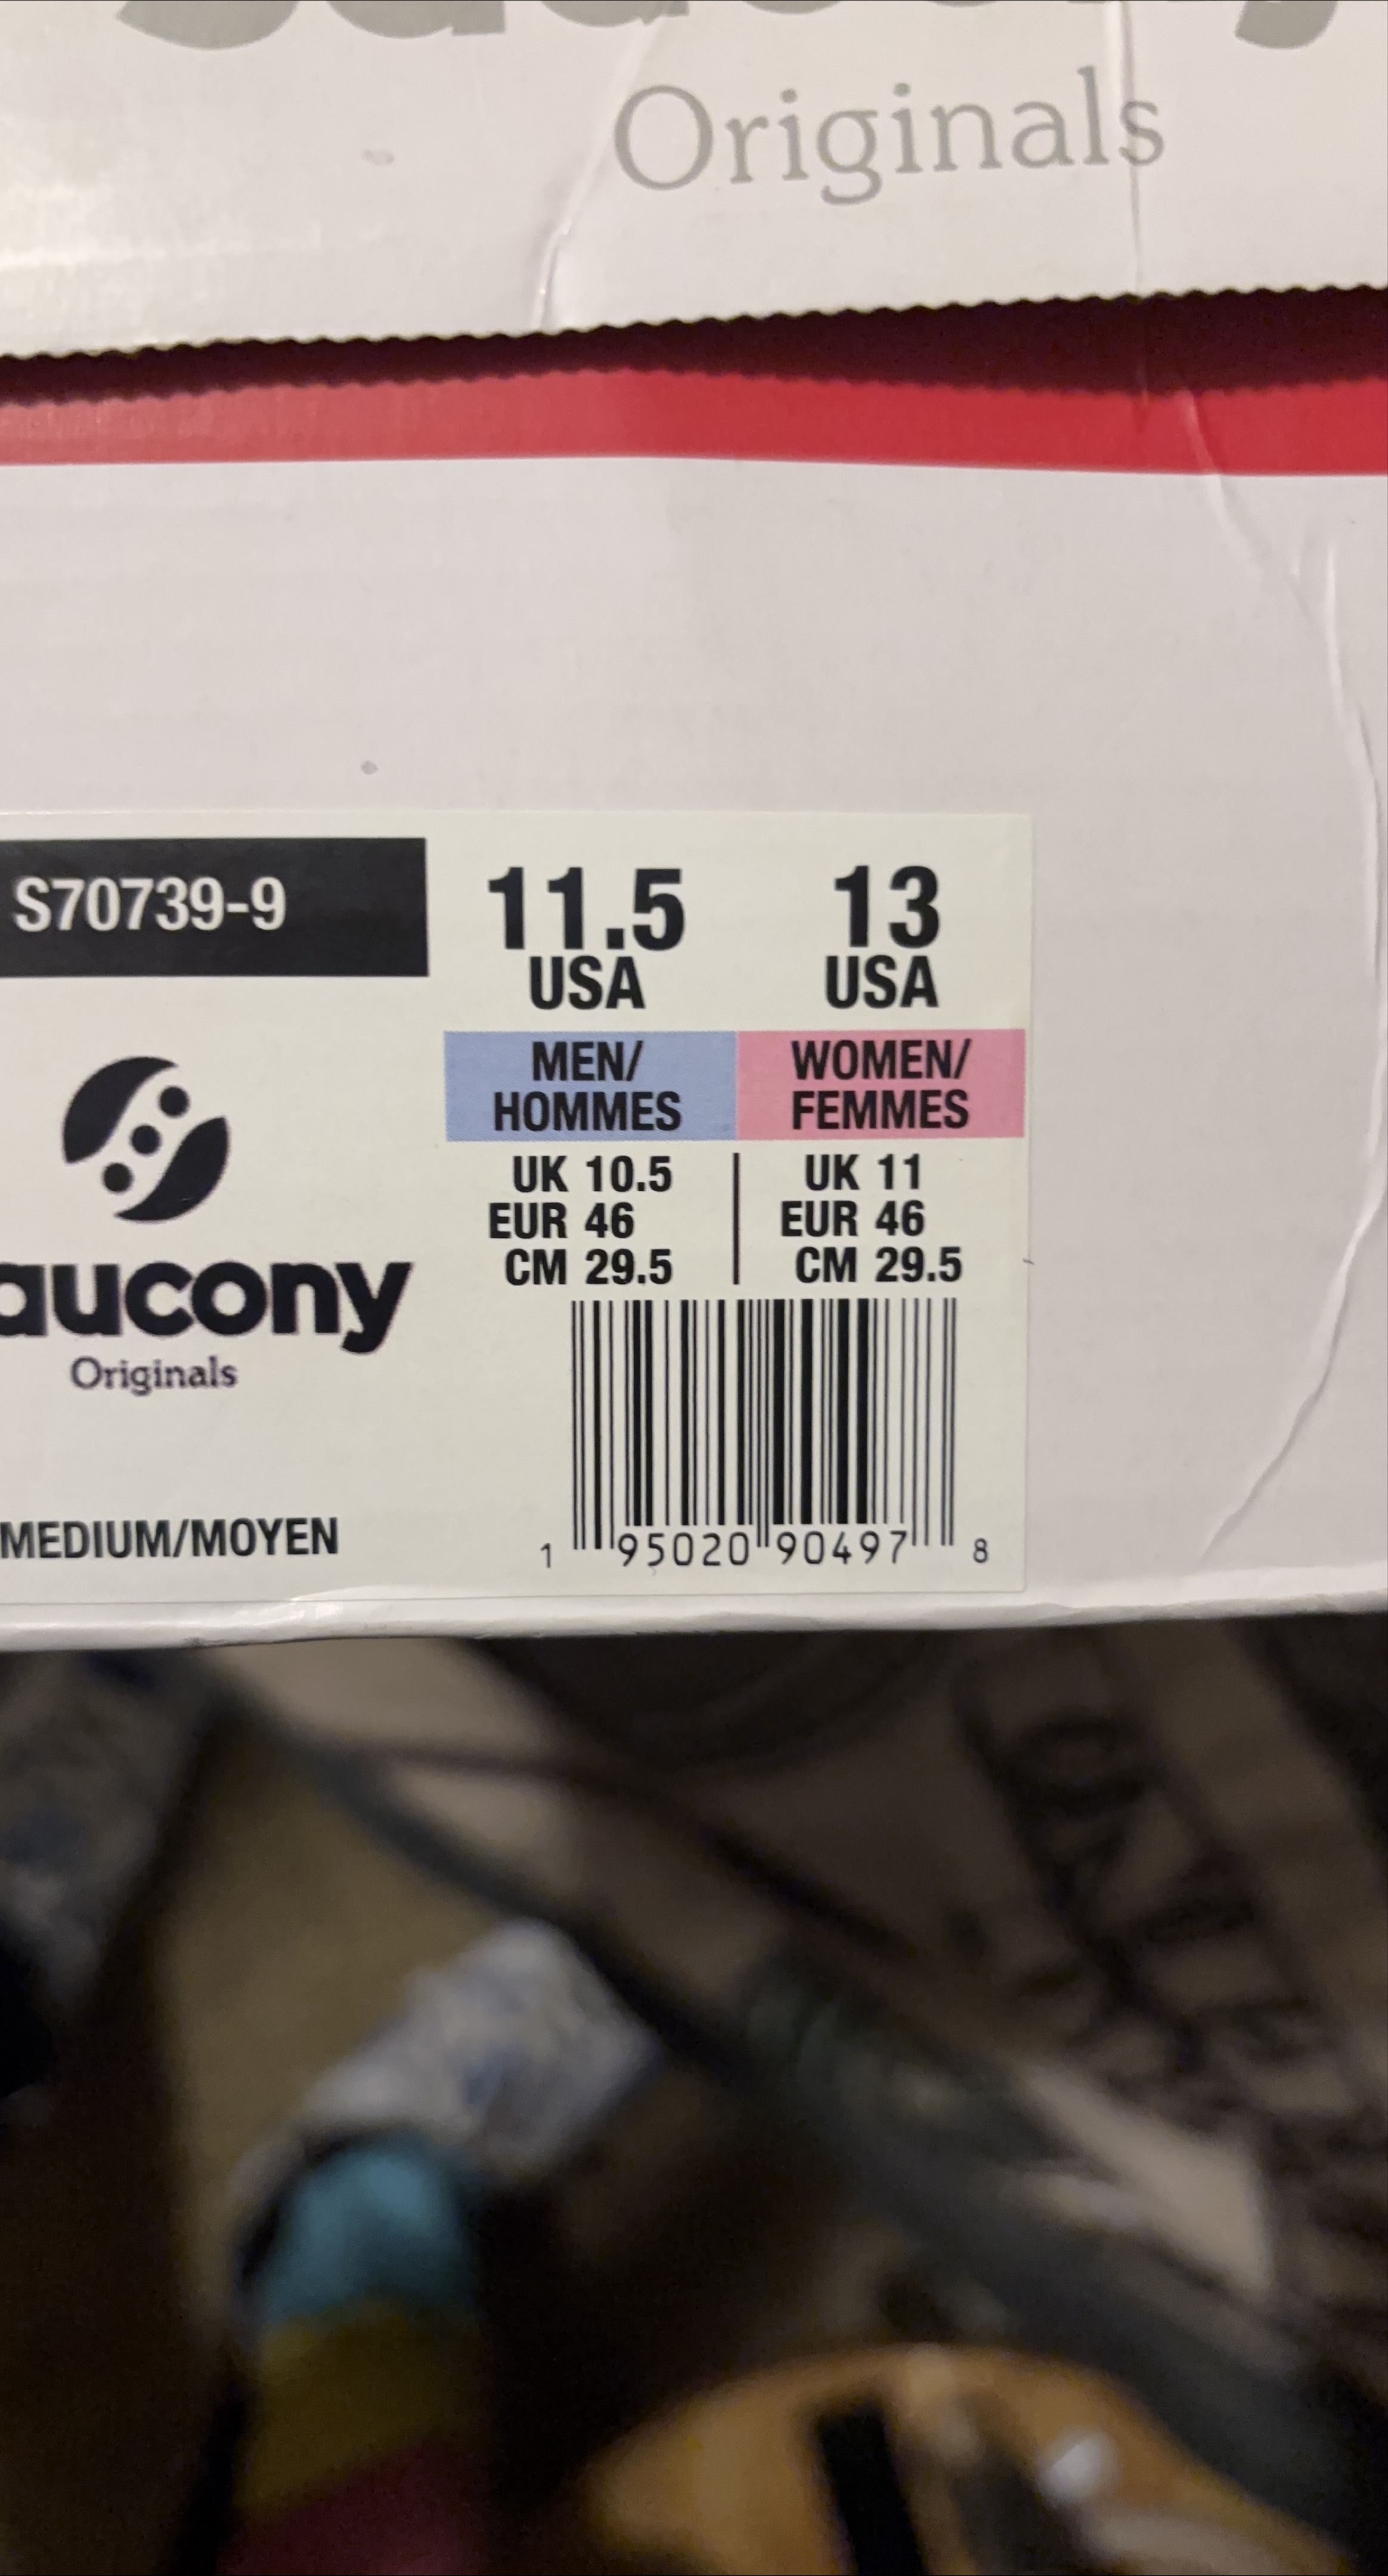 Originals
S70739-9
11.5
USA
13
USA
MEN/
HOMMES
WOMEN/
FEMMES
UK 10.5
EUR 46
CM 29.5
UK 11
EUR 46
CM 29.5
aucony
Originals
MEDIUM/MOYEN
1 95020 90497 8